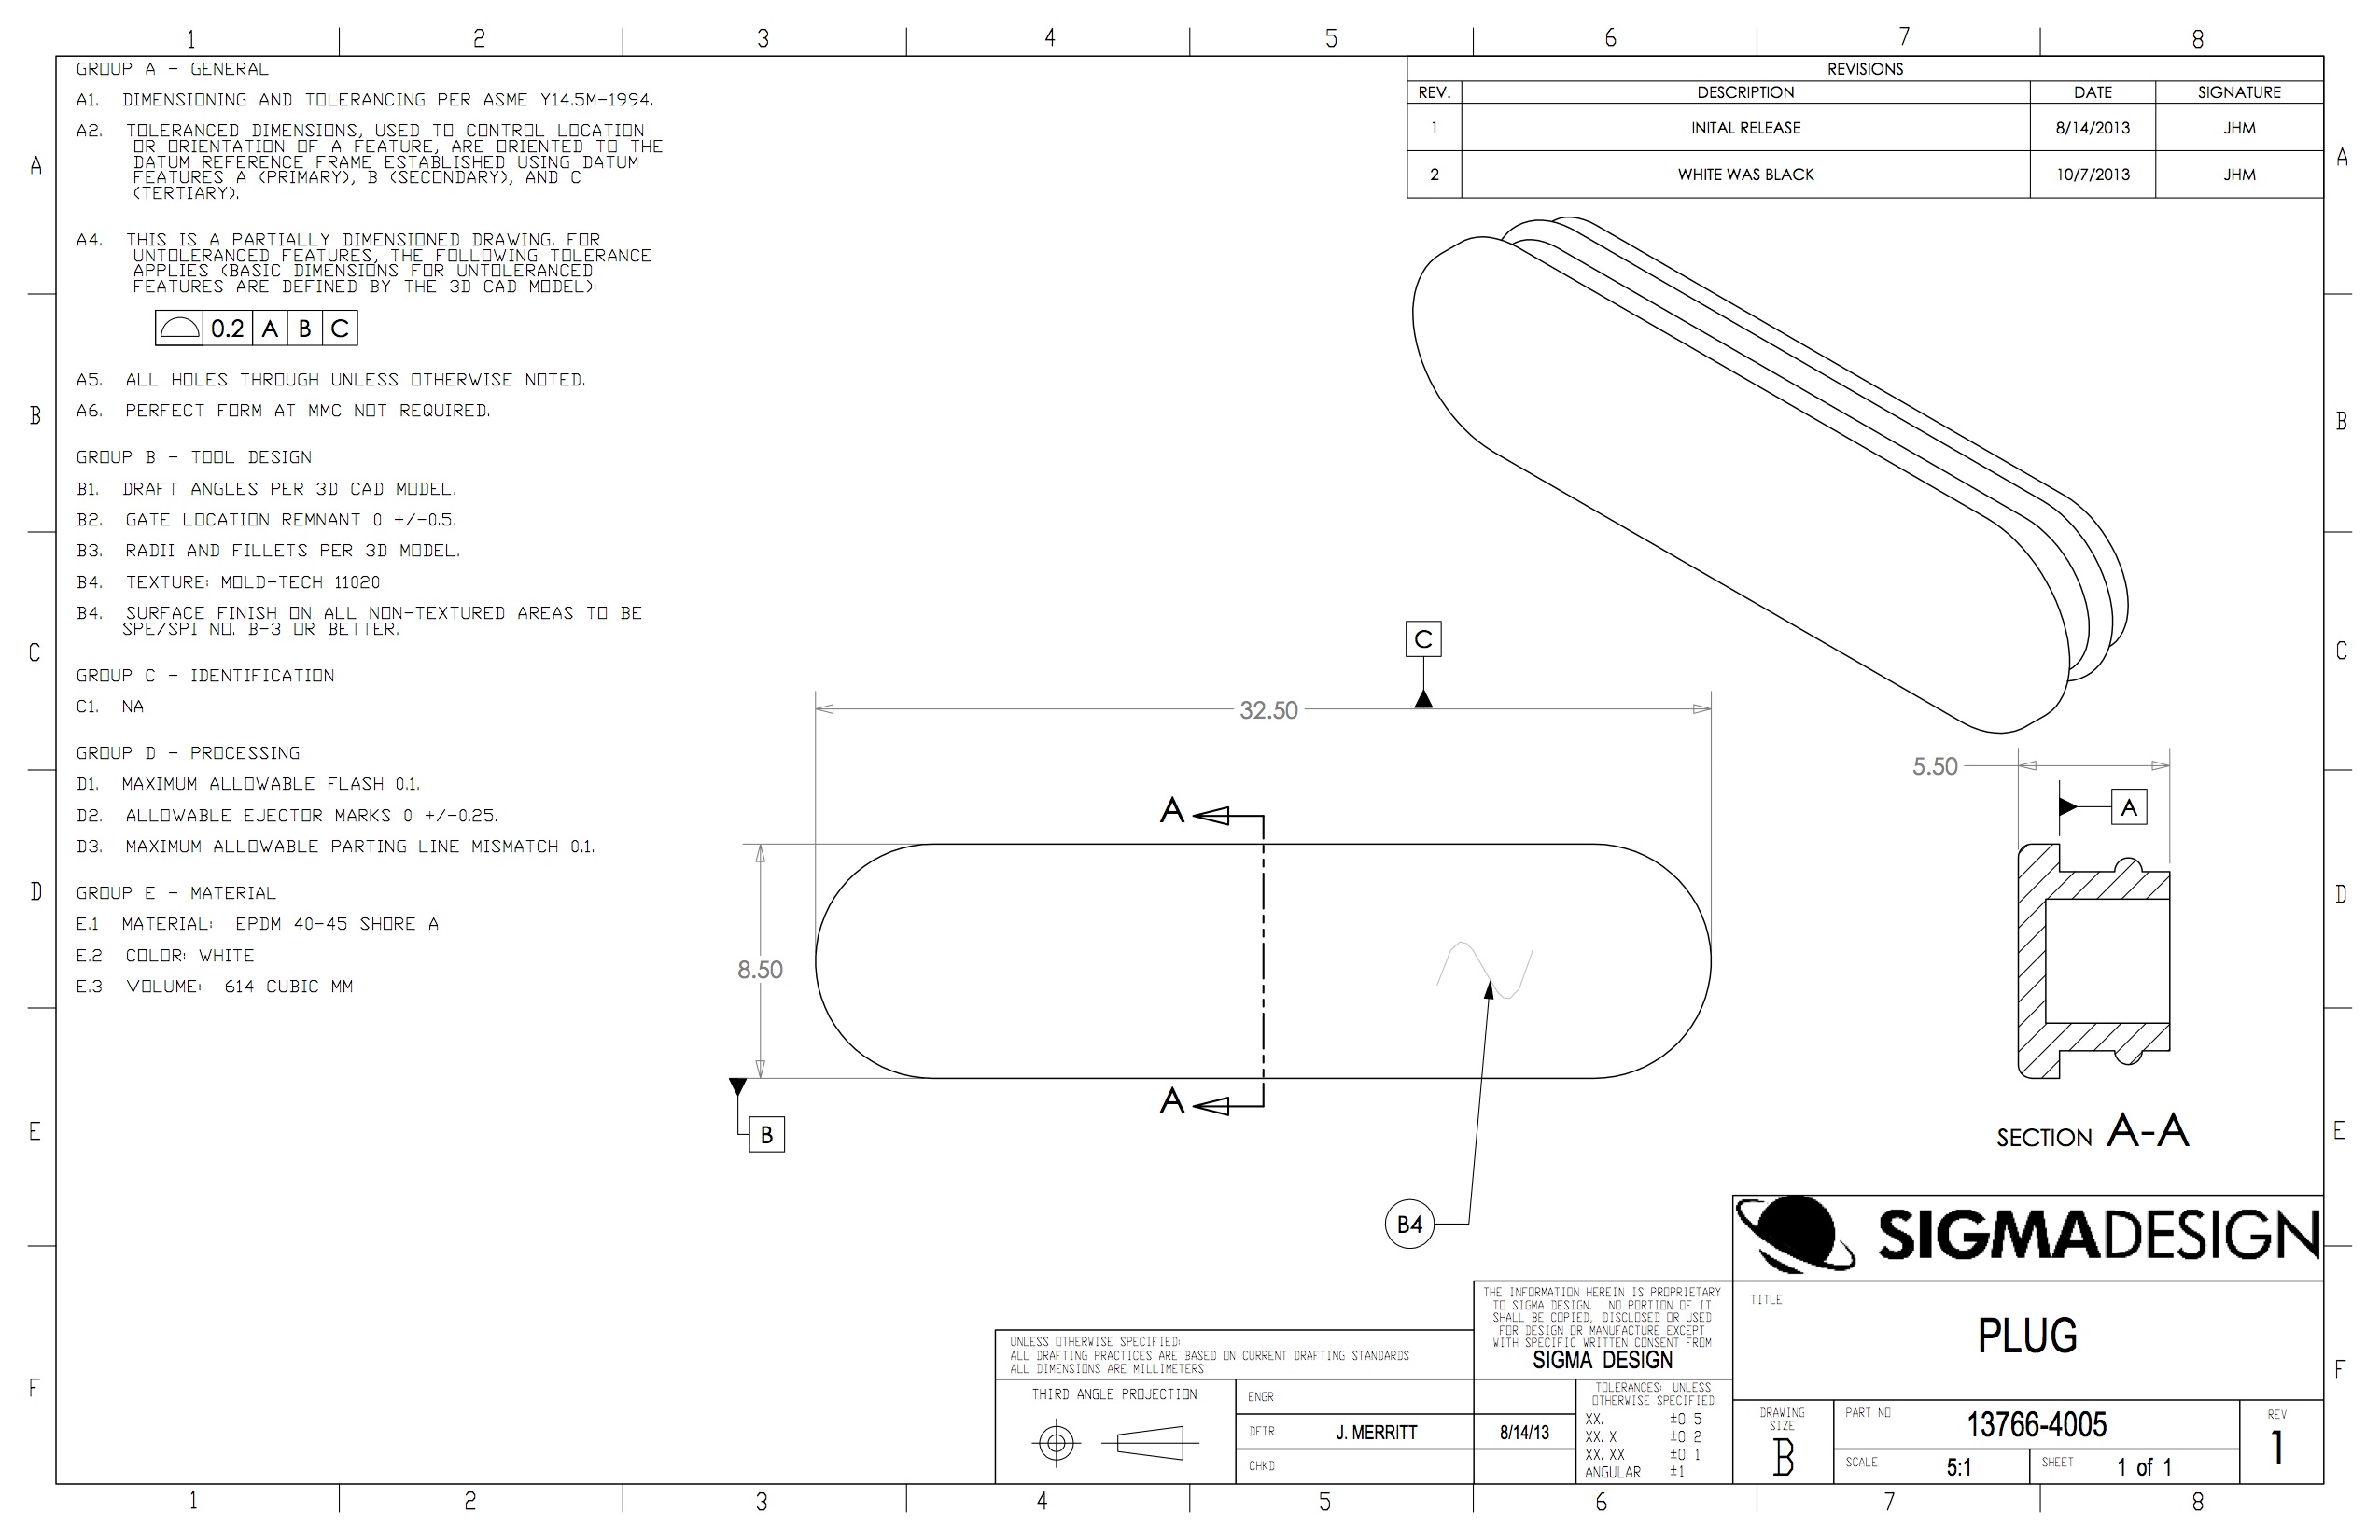 1 2 3 4 5 6 7 8
A B C D E F
GROUP A - GENERAL
A1. DIMENSIONING AND TOLERANCING PER ASME Y14.5M-1994.
A2. TOLERANCED DIMENSIONS, USED TO CONTROL LOCATION
OR ORIENTATION OF A FEATURE, ARE ORIENTED TO THE
DATUM REFERENCE FRAME ESTABLISHED USING DATUM
FEATURES A (PRIMARY), B (SECONDARY), AND C
(TERTIARY).
A4. THIS IS A PARTIALLY DIMENSIONED DRAWING. FOR
UNTOLERANCED FEATURES, THE FOLLOWING TOLERANCE
APPLIES (BASIC DIMENSIONS FOR UNTOLERANCED
FEATURES ARE DEFINED BY THE 3D CAD MODEL):
0.2 A B C
A5. ALL HOLES THROUGH UNLESS OTHERWISE NOTED.
A6. PERFECT FORM AT MMC NOT REQUIRED.
GROUP B - TOOL DESIGN
B1. DRAFT ANGLES PER 3D CAD MODEL.
B2. GATE LOCATION REMNANT 0 +/-0.5.
B3. RADII AND FILLETS PER 3D MODEL.
B4. TEXTURE: MOLD-TECH 11020
B4. SURFACE FINISH ON ALL NON-TEXTURED AREAS TO BE
SPE/SPI NO. B-3 OR BETTER.
GROUP C - IDENTIFICATION
C1. NA
GROUP D - PROCESSING
D1. MAXIMUM ALLOWABLE FLASH 0.1.
D2. ALLOWABLE EJECTOR MARKS 0 +/-0.25.
D3. MAXIMUM ALLOWABLE PARTING LINE MISMATCH 0.1.
GROUP E - MATERIAL
E.1 MATERIAL: EPDM 40-45 SHORE A
E.2 COLOR: WHITE
E.3 VOLUME: 614 CUBIC MM
REVISIONS
REV. DESCRIPTION DATE SIGNATURE
1 INITAL RELEASE 8/14/2013 JHM
2 WHITE WAS BLACK 10/7/2013 JHM
C
32.50
A
8.50
A
B
B4
5.50
A
SECTION A-A
SIGMADESIGN
THE INFORMATION HEREIN IS PROPRIETARY
TO SIGMA DESIGN. NO PORTION OF IT
SHALL BE COPIED, DISCLOSED OR USED
FOR DESIGN OR MANUFACTURE EXCEPT
WITH SPECIFIC WRITTEN CONSENT FROM
SIGMA DESIGN
UNLESS OTHERWISE SPECIFIED:
ALL DRAFTING PRACTICES ARE BASED ON CURRENT DRAFTING STANDARDS
ALL DIMENSIONS ARE MILLIMETERS
THIRD ANGLE PROJECTION
ENGR
DFTR J. MERRITT 8/14/13
CHKD
TOLERANCES: UNLESS
OTHERWISE SPECIFIED
XX. ±0. 5
XX. X ±0. 2
XX. XX ±0. 1
ANGULAR ±1
TITLE
PLUG
DRAWING
SIZE
B
PART NO 13766-4005
REV
1
SCALE 5:1
SHEET 1 of 1
A B C D E F
1 2 3 4 5 6 7 8